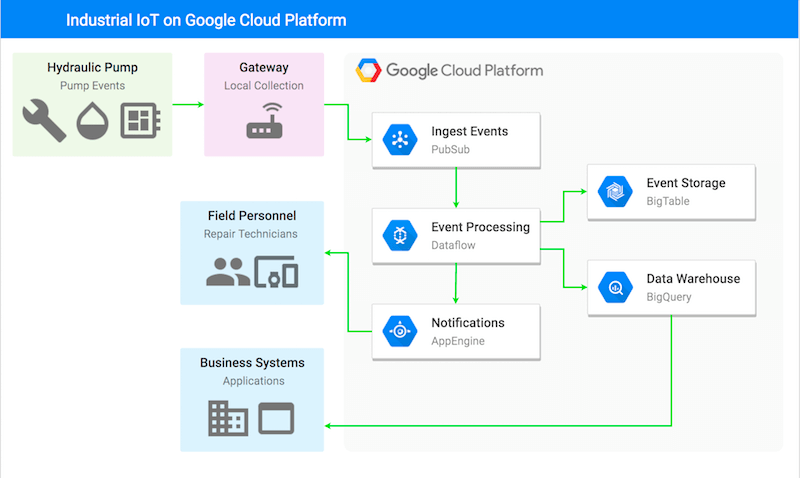 Industrial IoT on Google Cloud Platform
Hydraulic Pump
Pump Events
Gateway
Local Collection
Google Cloud Platform
Ingest Events
PubSub
Event Storage
BigTable
Field Personnel
Repair Technicians
Event Processing
Dataflow
Data Warehouse
BigQuery
Notifications
AppEngine
Business Systems
Applications